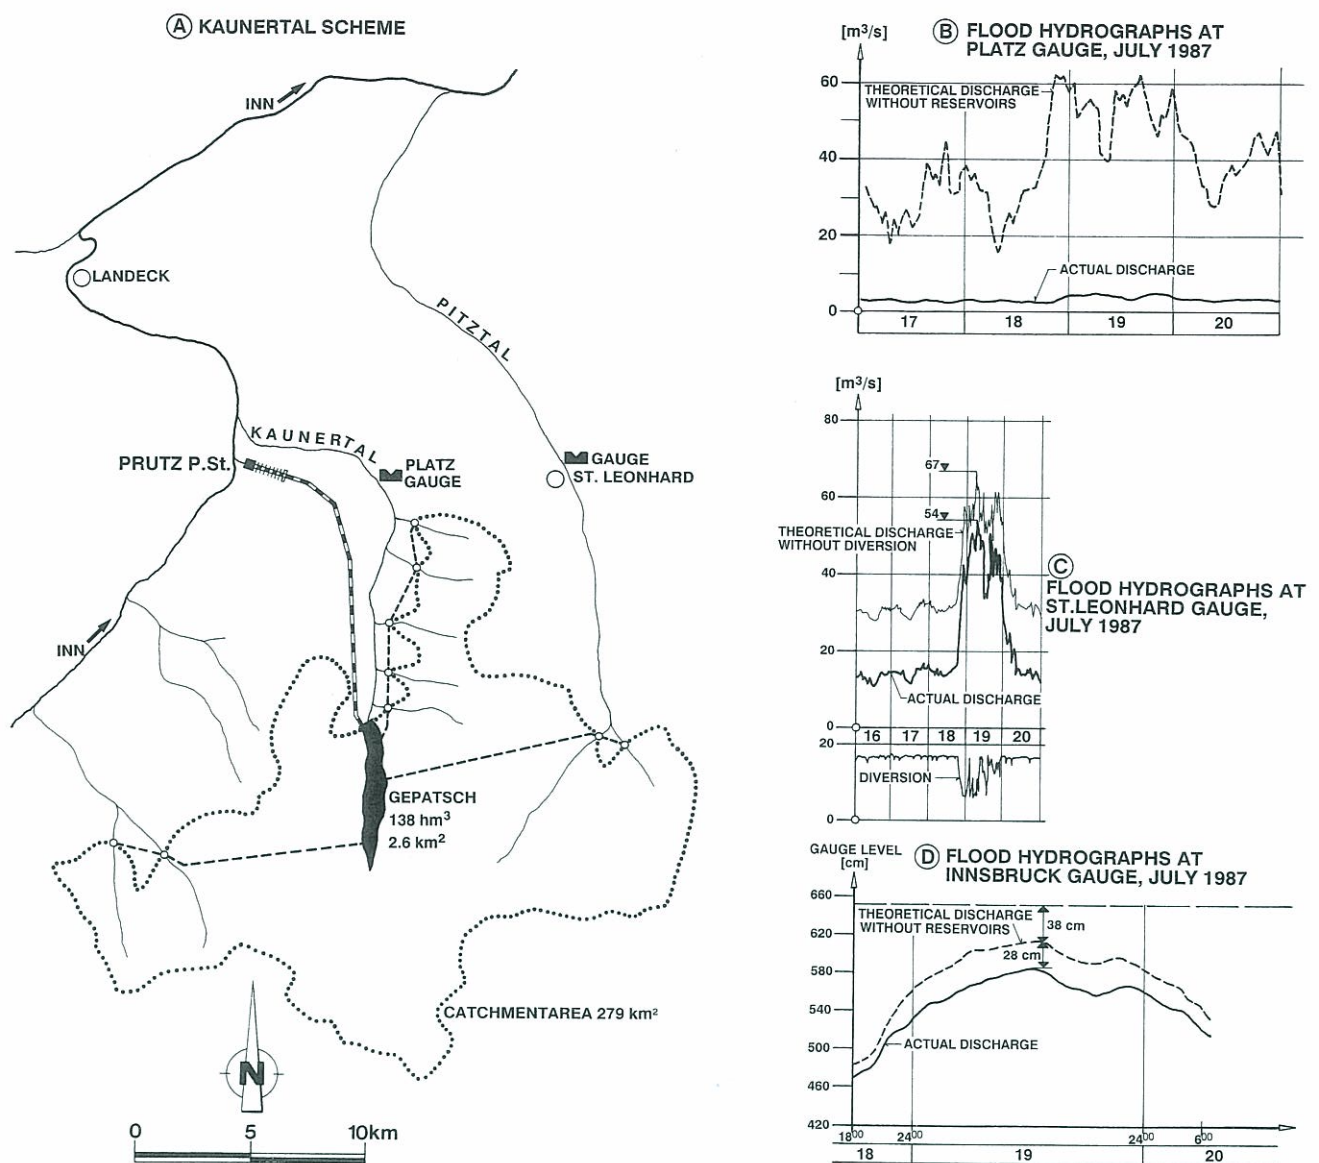 Ⓐ KAUNERTAL SCHEME
INN
LANDECK
PITZTAL
KAUNERTAL
PRUTZ P.St.
PLATZ
GAUGE
GAUGE
ST. LEONHARD
INN
GEPATSCH
138 hm³
2.6 km²
CATCHMENTAREA 279 km²
N
0 5 10km
[m³/s]
Ⓑ FLOOD HYDROGRAPHS AT
PLATZ GAUGE, JULY 1987
60
THEORETICAL DISCHARGE
WITHOUT RESERVOIRS
40
20
ACTUAL DISCHARGE
0
17 18 19 20
[m³/s]
80
67
60
54
THEORETICAL DISCHARGE
WITHOUT DIVERSION
Ⓒ
FLOOD HYDROGRAPHS AT
ST.LEONHARD GAUGE,
JULY 1987
40
20
ACTUAL DISCHARGE
0
16 17 18 19 20
20
DIVERSION
0
GAUGE LEVEL
[cm]
Ⓓ FLOOD HYDROGRAPHS AT
INNSBRUCK GAUGE, JULY 1987
660
THEORETICAL DISCHARGE
WITHOUT RESERVOIRS
38 cm
620
28 cm
580
540
500
ACTUAL DISCHARGE
460
420
18⁰⁰ 24⁰⁰ 24⁰⁰ 6⁰⁰
18 19 20